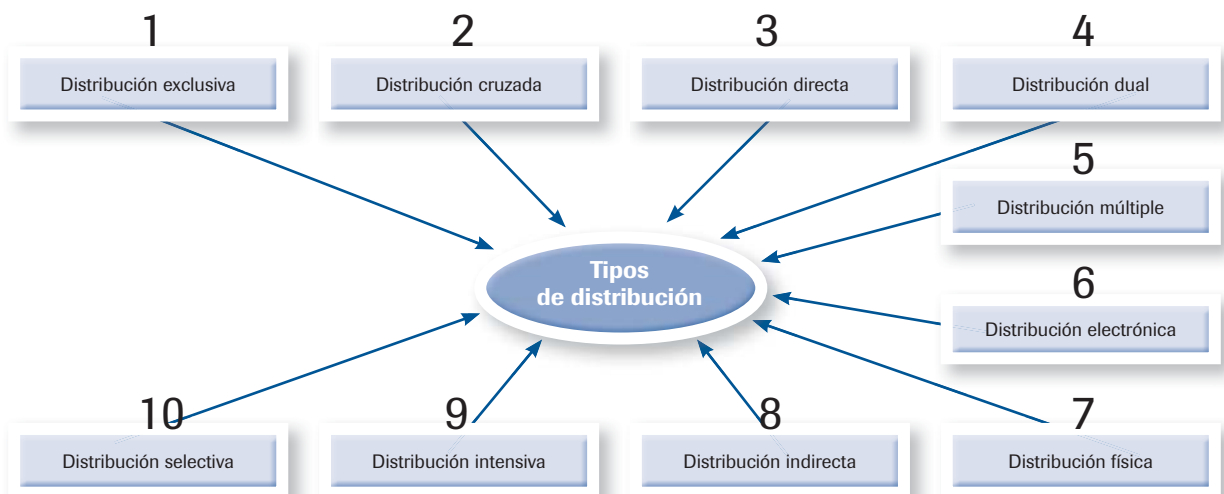 1
Distribución exclusiva
2
Distribución cruzada
3
Distribución directa
4
Distribución dual
5
Distribución múltiple
Tipos
de distribución
6
Distribución electrónica
10
Distribución selectiva
9
Distribución intensiva
8
Distribución indirecta
7
Distribución física